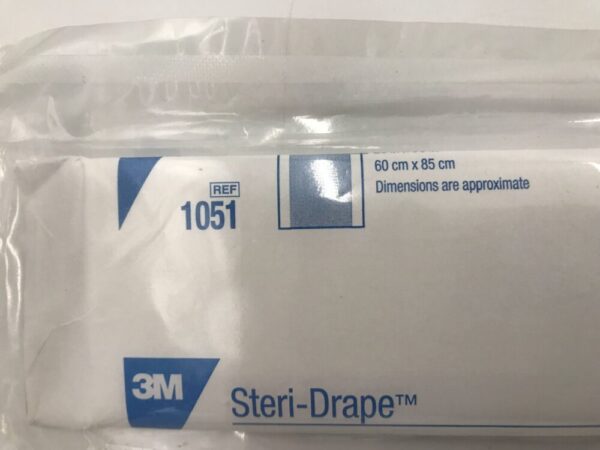 60 cm x 85 cm
Dimensions are approximate
REF
1051
3M
Steri-Drape™